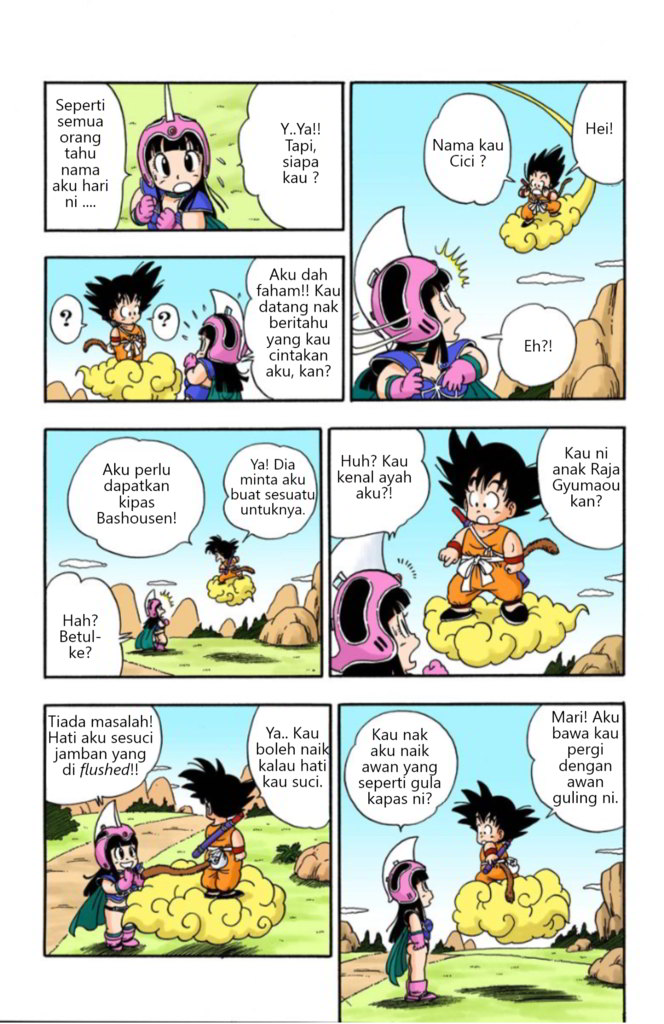 Hei!
Nama kau
Cici ?
Eh?!
Y..Ya!!
Tapi,
siapa
kau ?
Seperti
semua
orang
tahu
nama
aku hari
ni ....
Aku dah
faham!! Kau
datang nak
beritahu
yang kau
cintakan
aku, kan?
?
?
Kau ni
anak Raja
Gyumaou
kan?
Huh? Kau
kenal ayah
aku?!
Ya! Dia
minta aku
buat sesuatu
untuknya.
Aku perlu
dapatkan
kipas
Bashousen!
Hah?
Betul-
ke?
Mari! Aku
bawa kau
pergi
dengan
awan
guling ni.
Kau nak
aku naik
awan yang
seperti gula
kapas ni?
Ya.. Kau
boleh naik
kalau hati
kau suci.
Tiada masalah!
Hati aku sesuci
jamban yang
di flushed!!